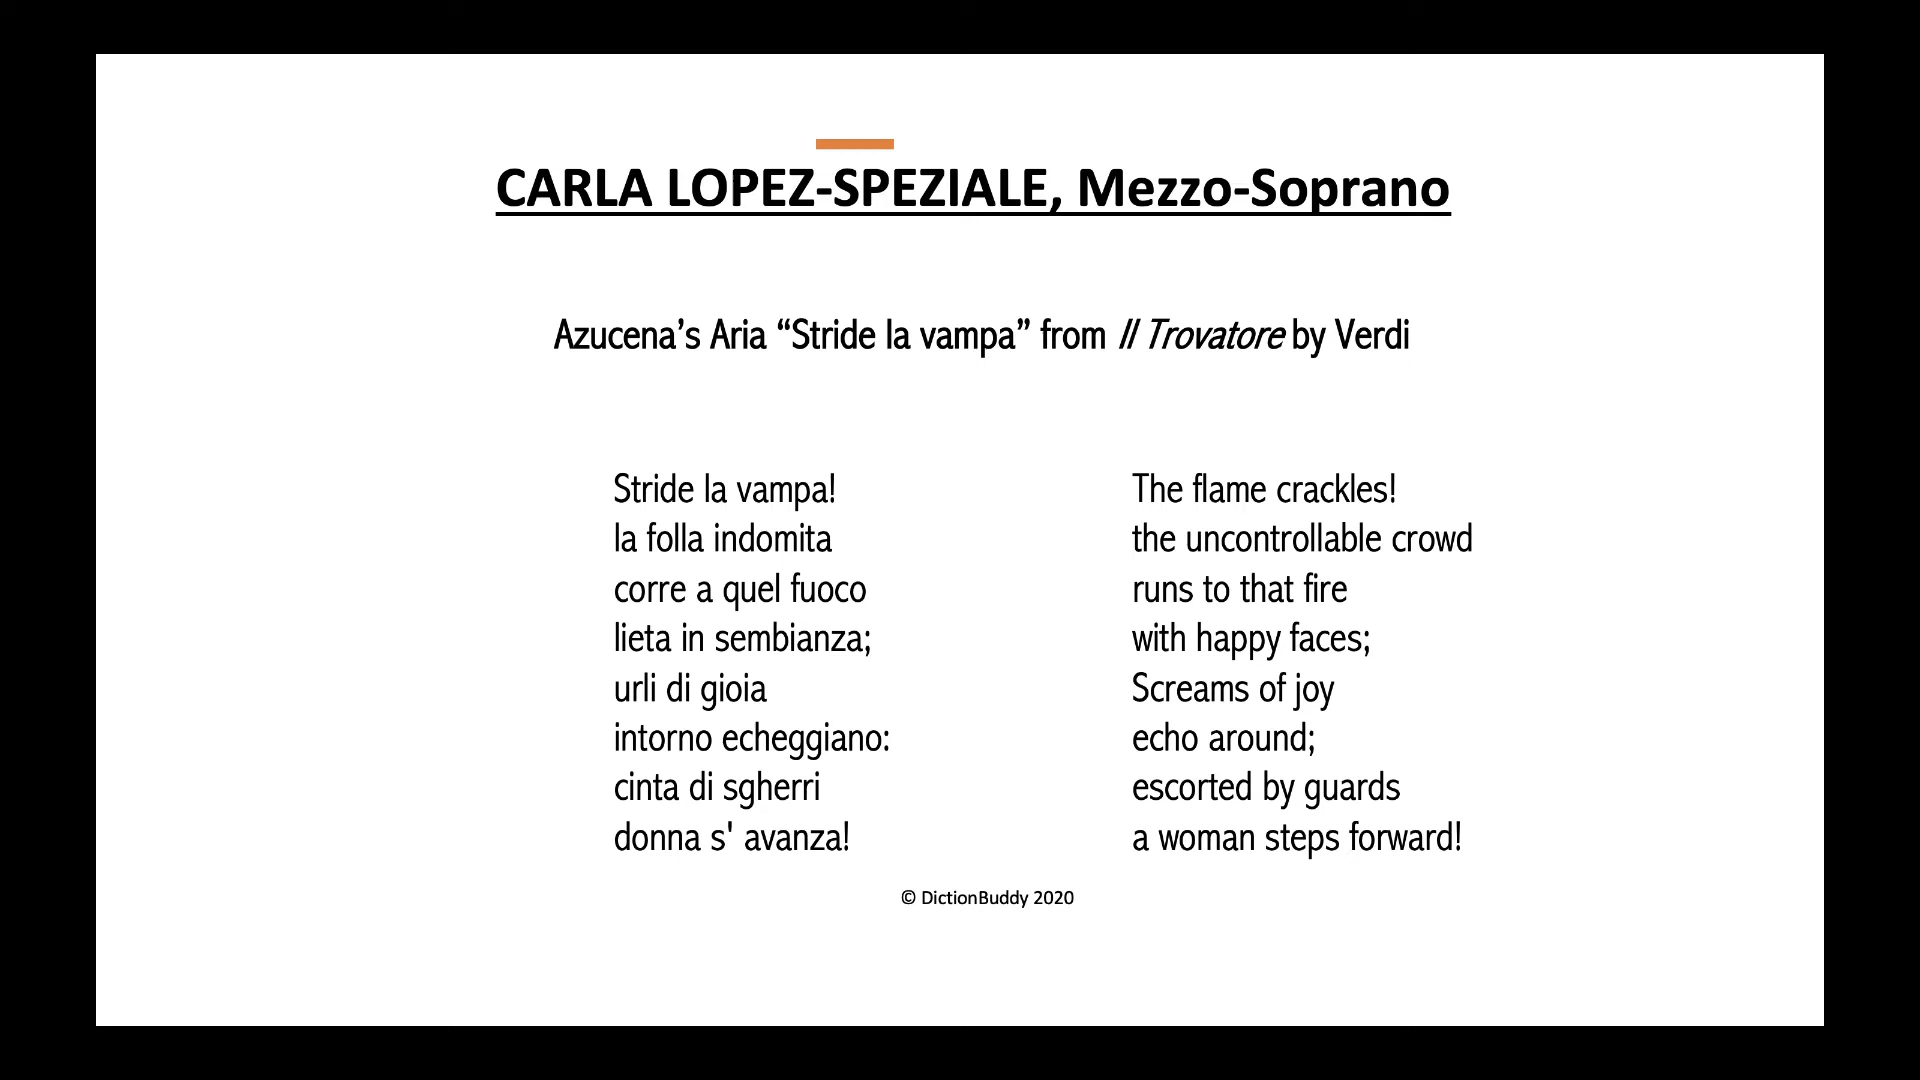 CARLA LOPEZ-SPEZIALE, Mezzo-Soprano
Azucena’s Aria “Stride la vampa” from Il Trovatore by Verdi
Stride la vampa!
la folla indomita
corre a quel fuoco
lieta in sembianza;
urli di gioia
intorno echeggiano:
cinta di sgherri
donna s' avanza!
The flame crackles!
the uncontrollable crowd
runs to that fire
with happy faces;
Screams of joy
echo around;
escorted by guards
a woman steps forward!
© DictionBuddy 2020